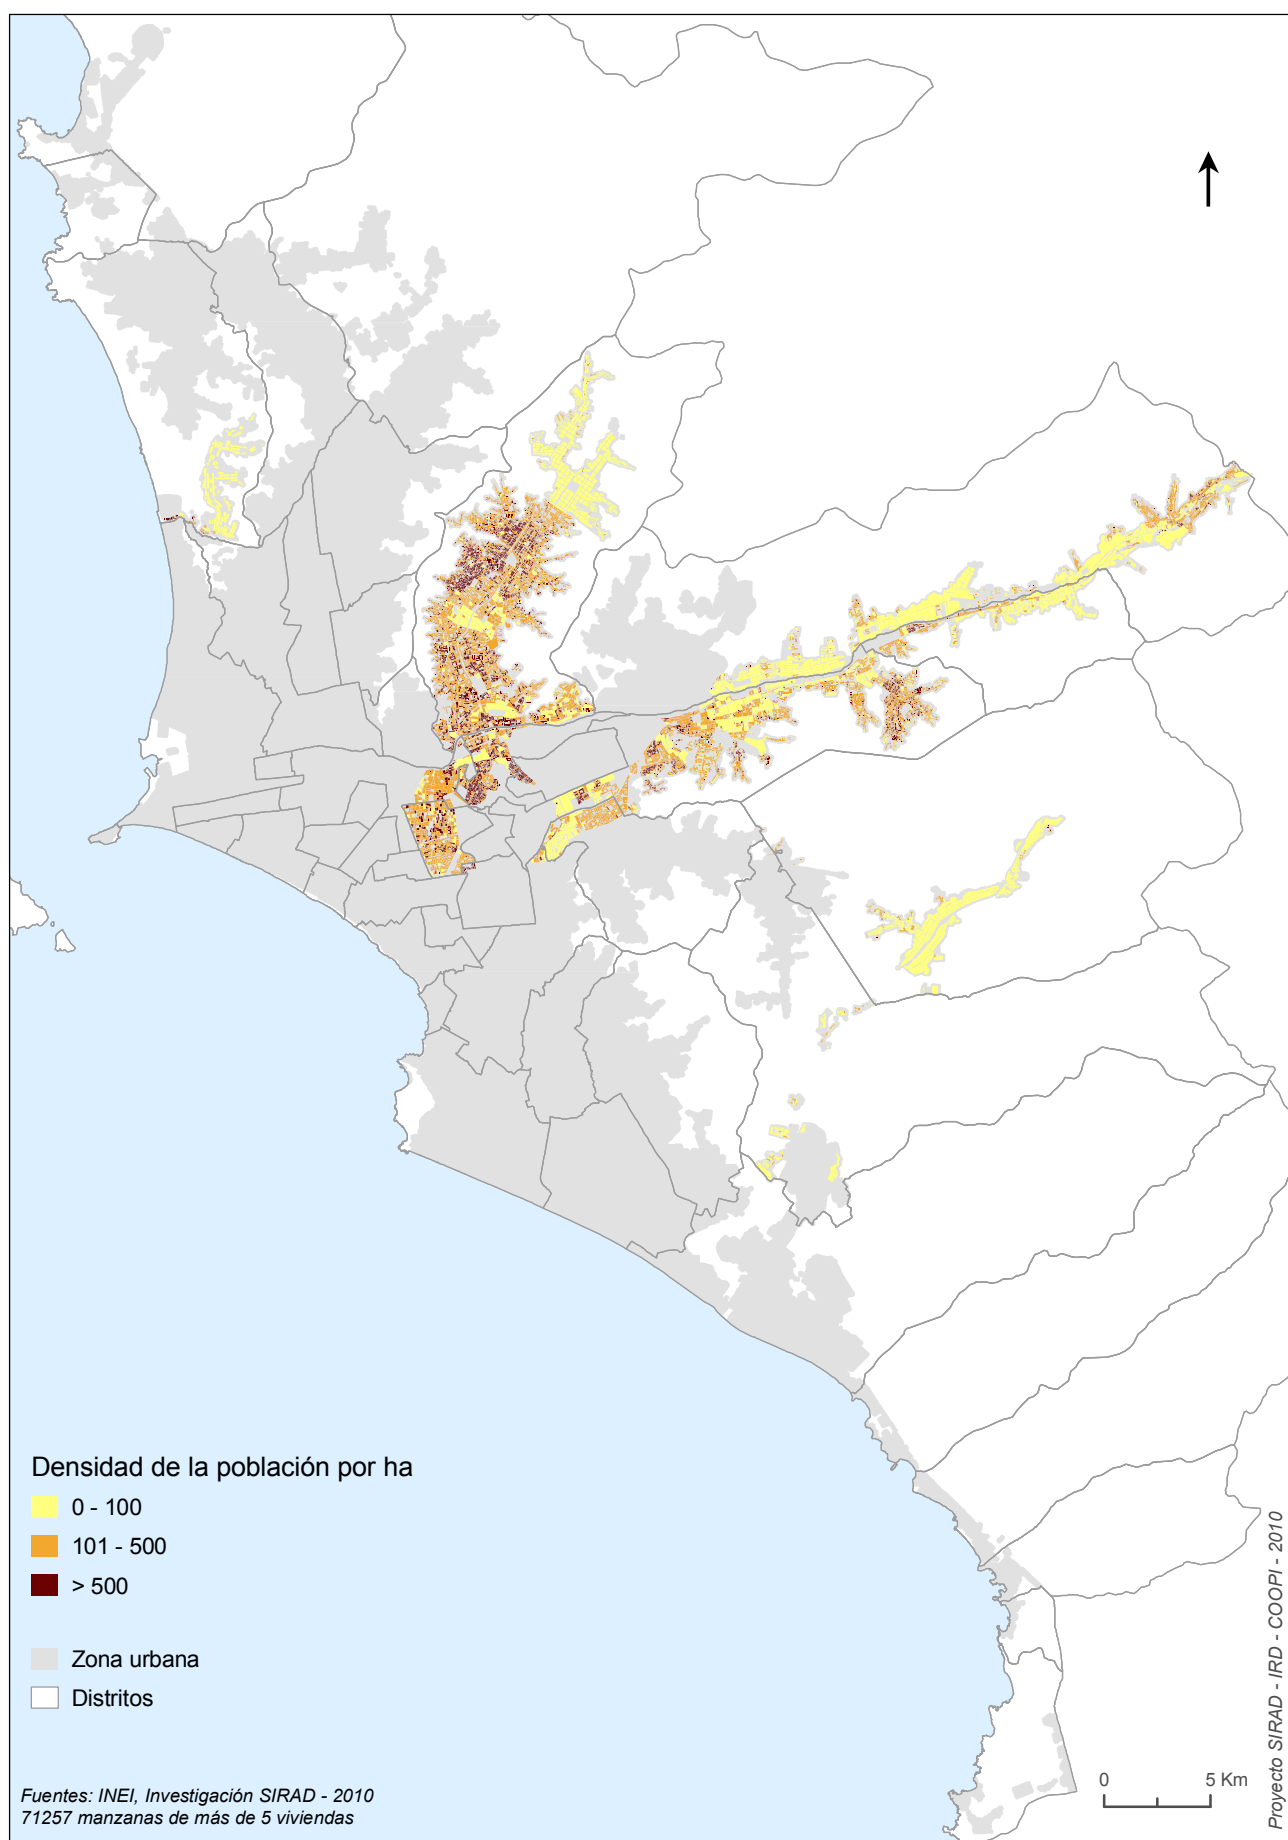 Densidad de la población por ha
0 - 100
101 - 500
> 500
Zona urbana
Distritos
Fuentes: INEI, Investigación SIRAD - 2010
71257 manzanas de más de 5 viviendas
0 5 Km
Proyecto SIRAD - IRD - COOPI - 2010